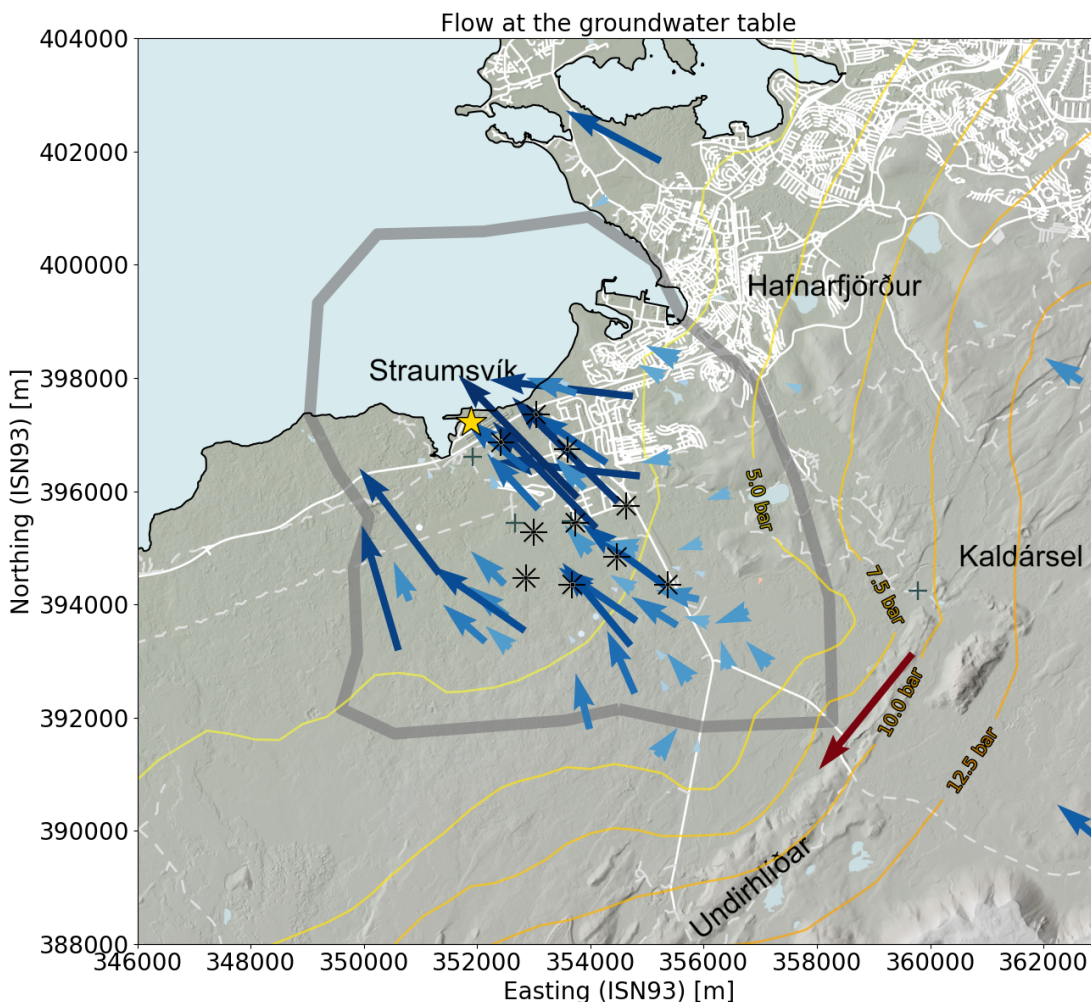 Flow at the groundwater table
404000
402000
400000
398000
396000
394000
392000
390000
388000
Northing (ISN93) [m]
Hafnarfjörður
Straumsvík
5.0 bar
Kaldársel
7.5 bar
10.0 bar
12.5 bar
Undirhlíðar
346000 348000 350000 352000 354000 356000 358000 360000 362000
Easting (ISN93) [m]